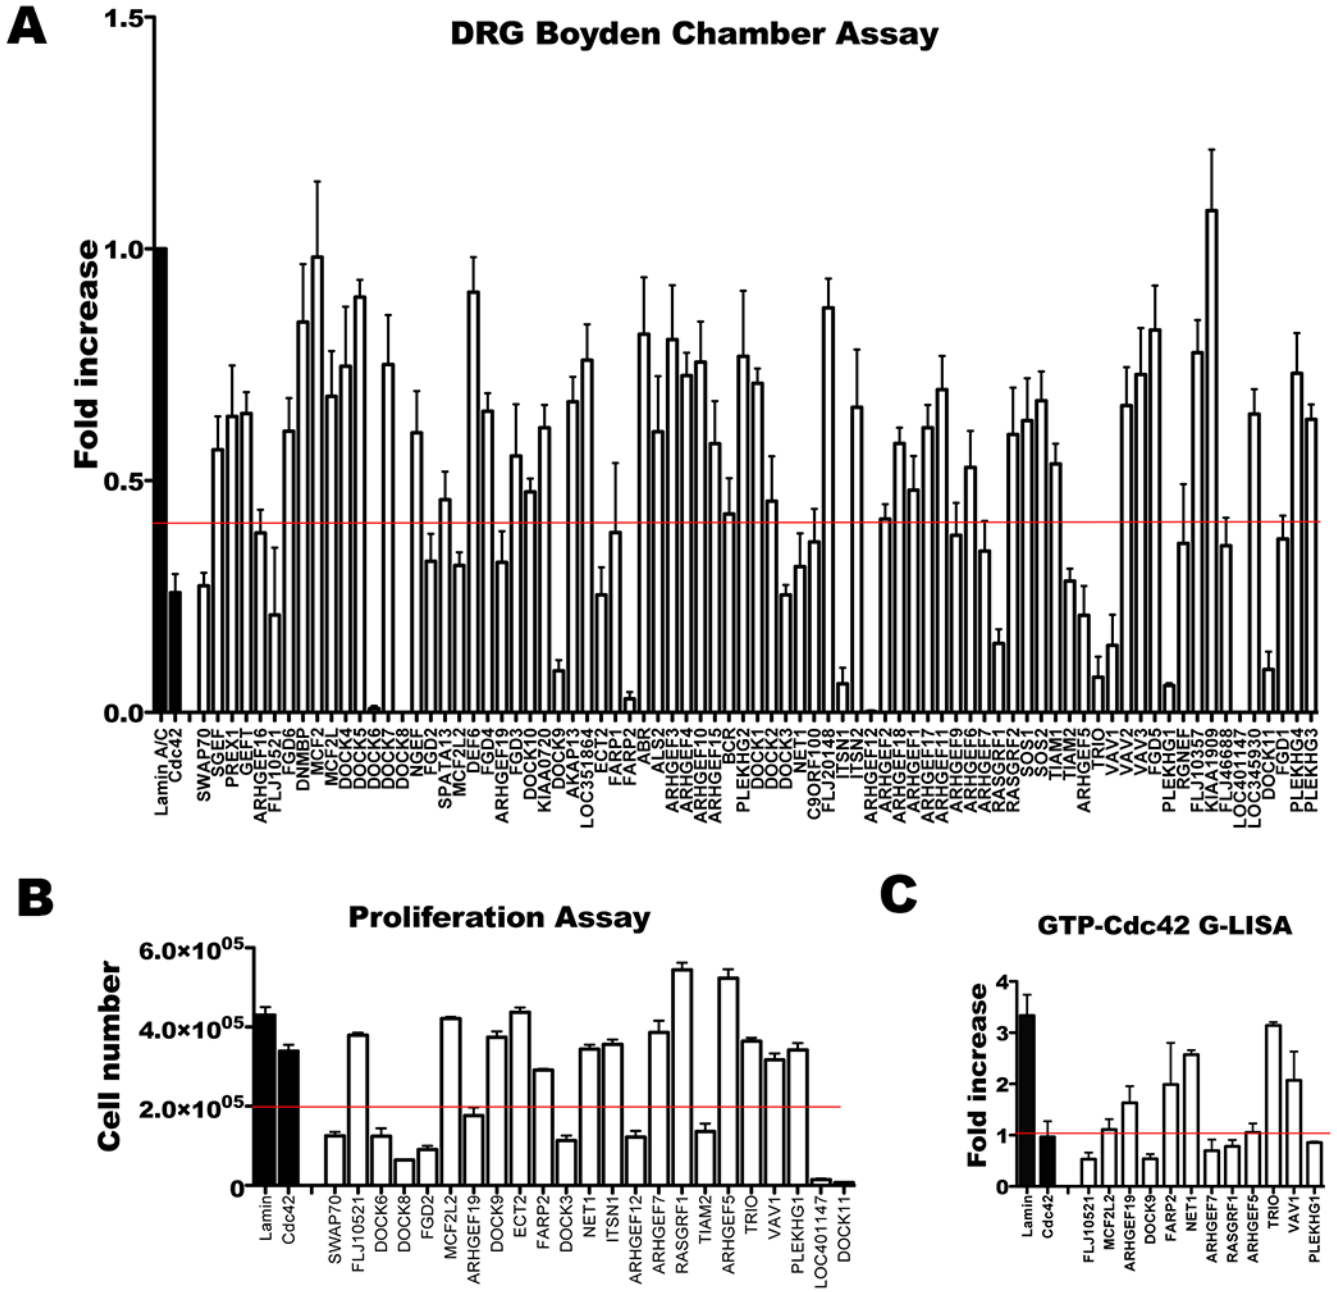 A
DRG Boyden Chamber Assay
Fold increase
1.5
1.0
0.5
0.0
Lamin A/C
Cdc42
SWAP70
SGEF
PREX1
GEFT
ARHGEF16
FLJ10521
FGD6
DNMBP
MCF2
MCF2L
DOCK4
DOCK5
DOCK6
DOCK7
DOCK8
NGEF
FGD2
SPATA13
MCF2L2
DEF6
FGD4
ARHGEF19
FGD3
DOCK10
KIAA0720
DOCK9
AKAP13
LOC351864
ECT2
FARP1
FARP2
ABR
ALS2
ARHGEF3
ARHGEF4
ARHGEF10
ARHGEF15
BCR
PLEKHG2
DOCK1
DOCK2
DOCK3
NET1
C9ORF100
FLJ20148
ITSN1
ITSN2
ARHGEF12
ARHGEF2
ARHGEF18
ARHGEF1
ARHGEF17
ARHGEF11
ARHGEF9
ARHGEF6
ARHGEF7
RASGRF1
RASGRF2
SOS1
SOS2
TIAM1
TIAM2
ARHGEF5
TRIO
VAV1
VAV2
VAV3
FGD5
PLEKHG1
RGNEF
FLJ10357
KIAA1909
FLJ46688
LOC401147
LOC345930
DOCK11
FGD1
PLEKHG4
PLEKHG3
B
Proliferation Assay
Cell number
6.0×10⁰⁵
4.0×10⁰⁵
2.0×10⁰⁵
0
Lamin
Cdc42
SWAP70
FLJ10521
DOCK6
DOCK8
FGD2
MCF2L2
ARHGEF19
DOCK9
ECT2
FARP2
DOCK3
NET1
ITSN1
ARHGEF12
ARHGEF7
RASGRF1
TIAM2
ARHGEF5
TRIO
VAV1
PLEKHG1
LOC401147
DOCK11
C
GTP-Cdc42 G-LISA
Fold increase
4
3
2
1
0
Lamin
Cdc42
FLJ10521
MCF2L2
ARHGEF19
DOCK9
FARP2
NET1
ARHGEF7
RASGRF1
ARHGEF5
TRIO
VAV1
PLEKHG1